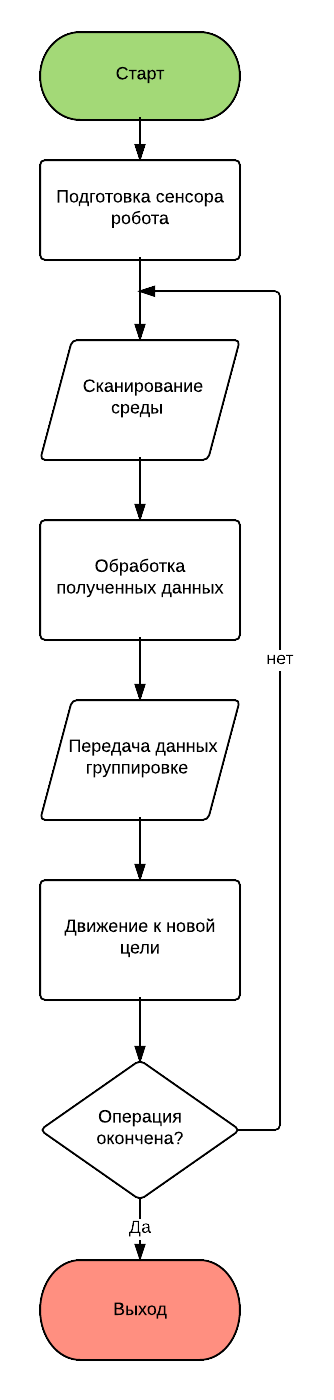 Старт
Подготовка сенсора
робота
Сканирование
среды
Обработка
полученных данных
нет
Передача данных
группировке
Движение к новой
цели
Операция
окончена?
Да
Выход